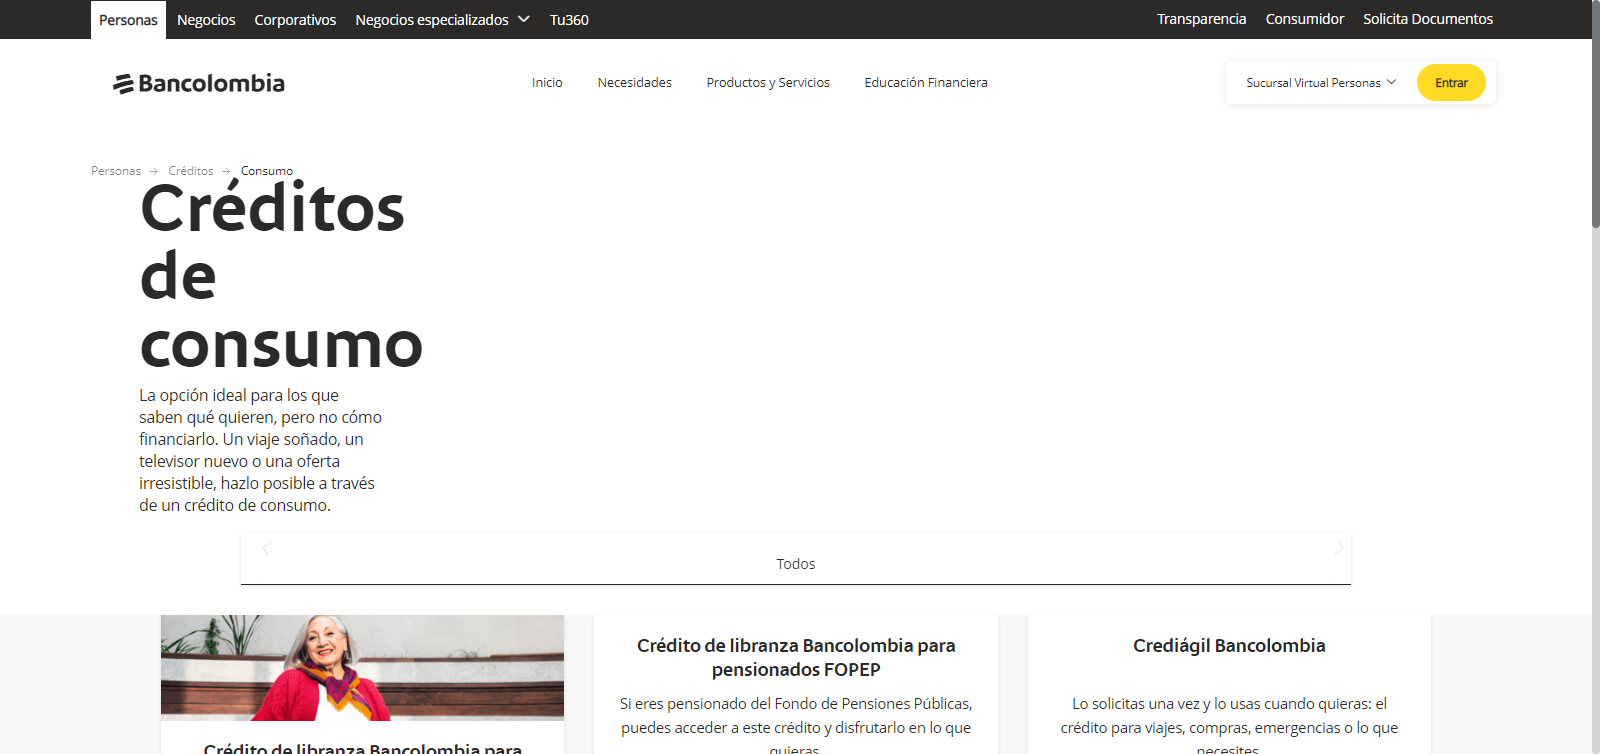 Personas Negocios Corporativos Negocios especializados Tu360 Transparencia Consumidor Solicita Documentos
Bancolombia Inicio Necesidades Productos y Servicios Educación Financiera Sucursal Virtual Personas Entrar
Personas → Créditos → Consumo
Créditos
de
consumo
La opción ideal para los que
saben qué quieren, pero no cómo
financiarlo. Un viaje soñado, un
televisor nuevo o una oferta
irresistible, hazlo posible a través
de un crédito de consumo.
Todos
Crédito de libranza Bancolombia para
Crédito de libranza Bancolombia para
pensionados FOPEP
Si eres pensionado del Fondo de Pensiones Públicas,
puedes acceder a este crédito y disfrutarlo en lo que
quieras.
Crediágil Bancolombia
Lo solicitas una vez y lo usas cuando quieras: el
crédito para viajes, compras, emergencias o lo que
necesites.